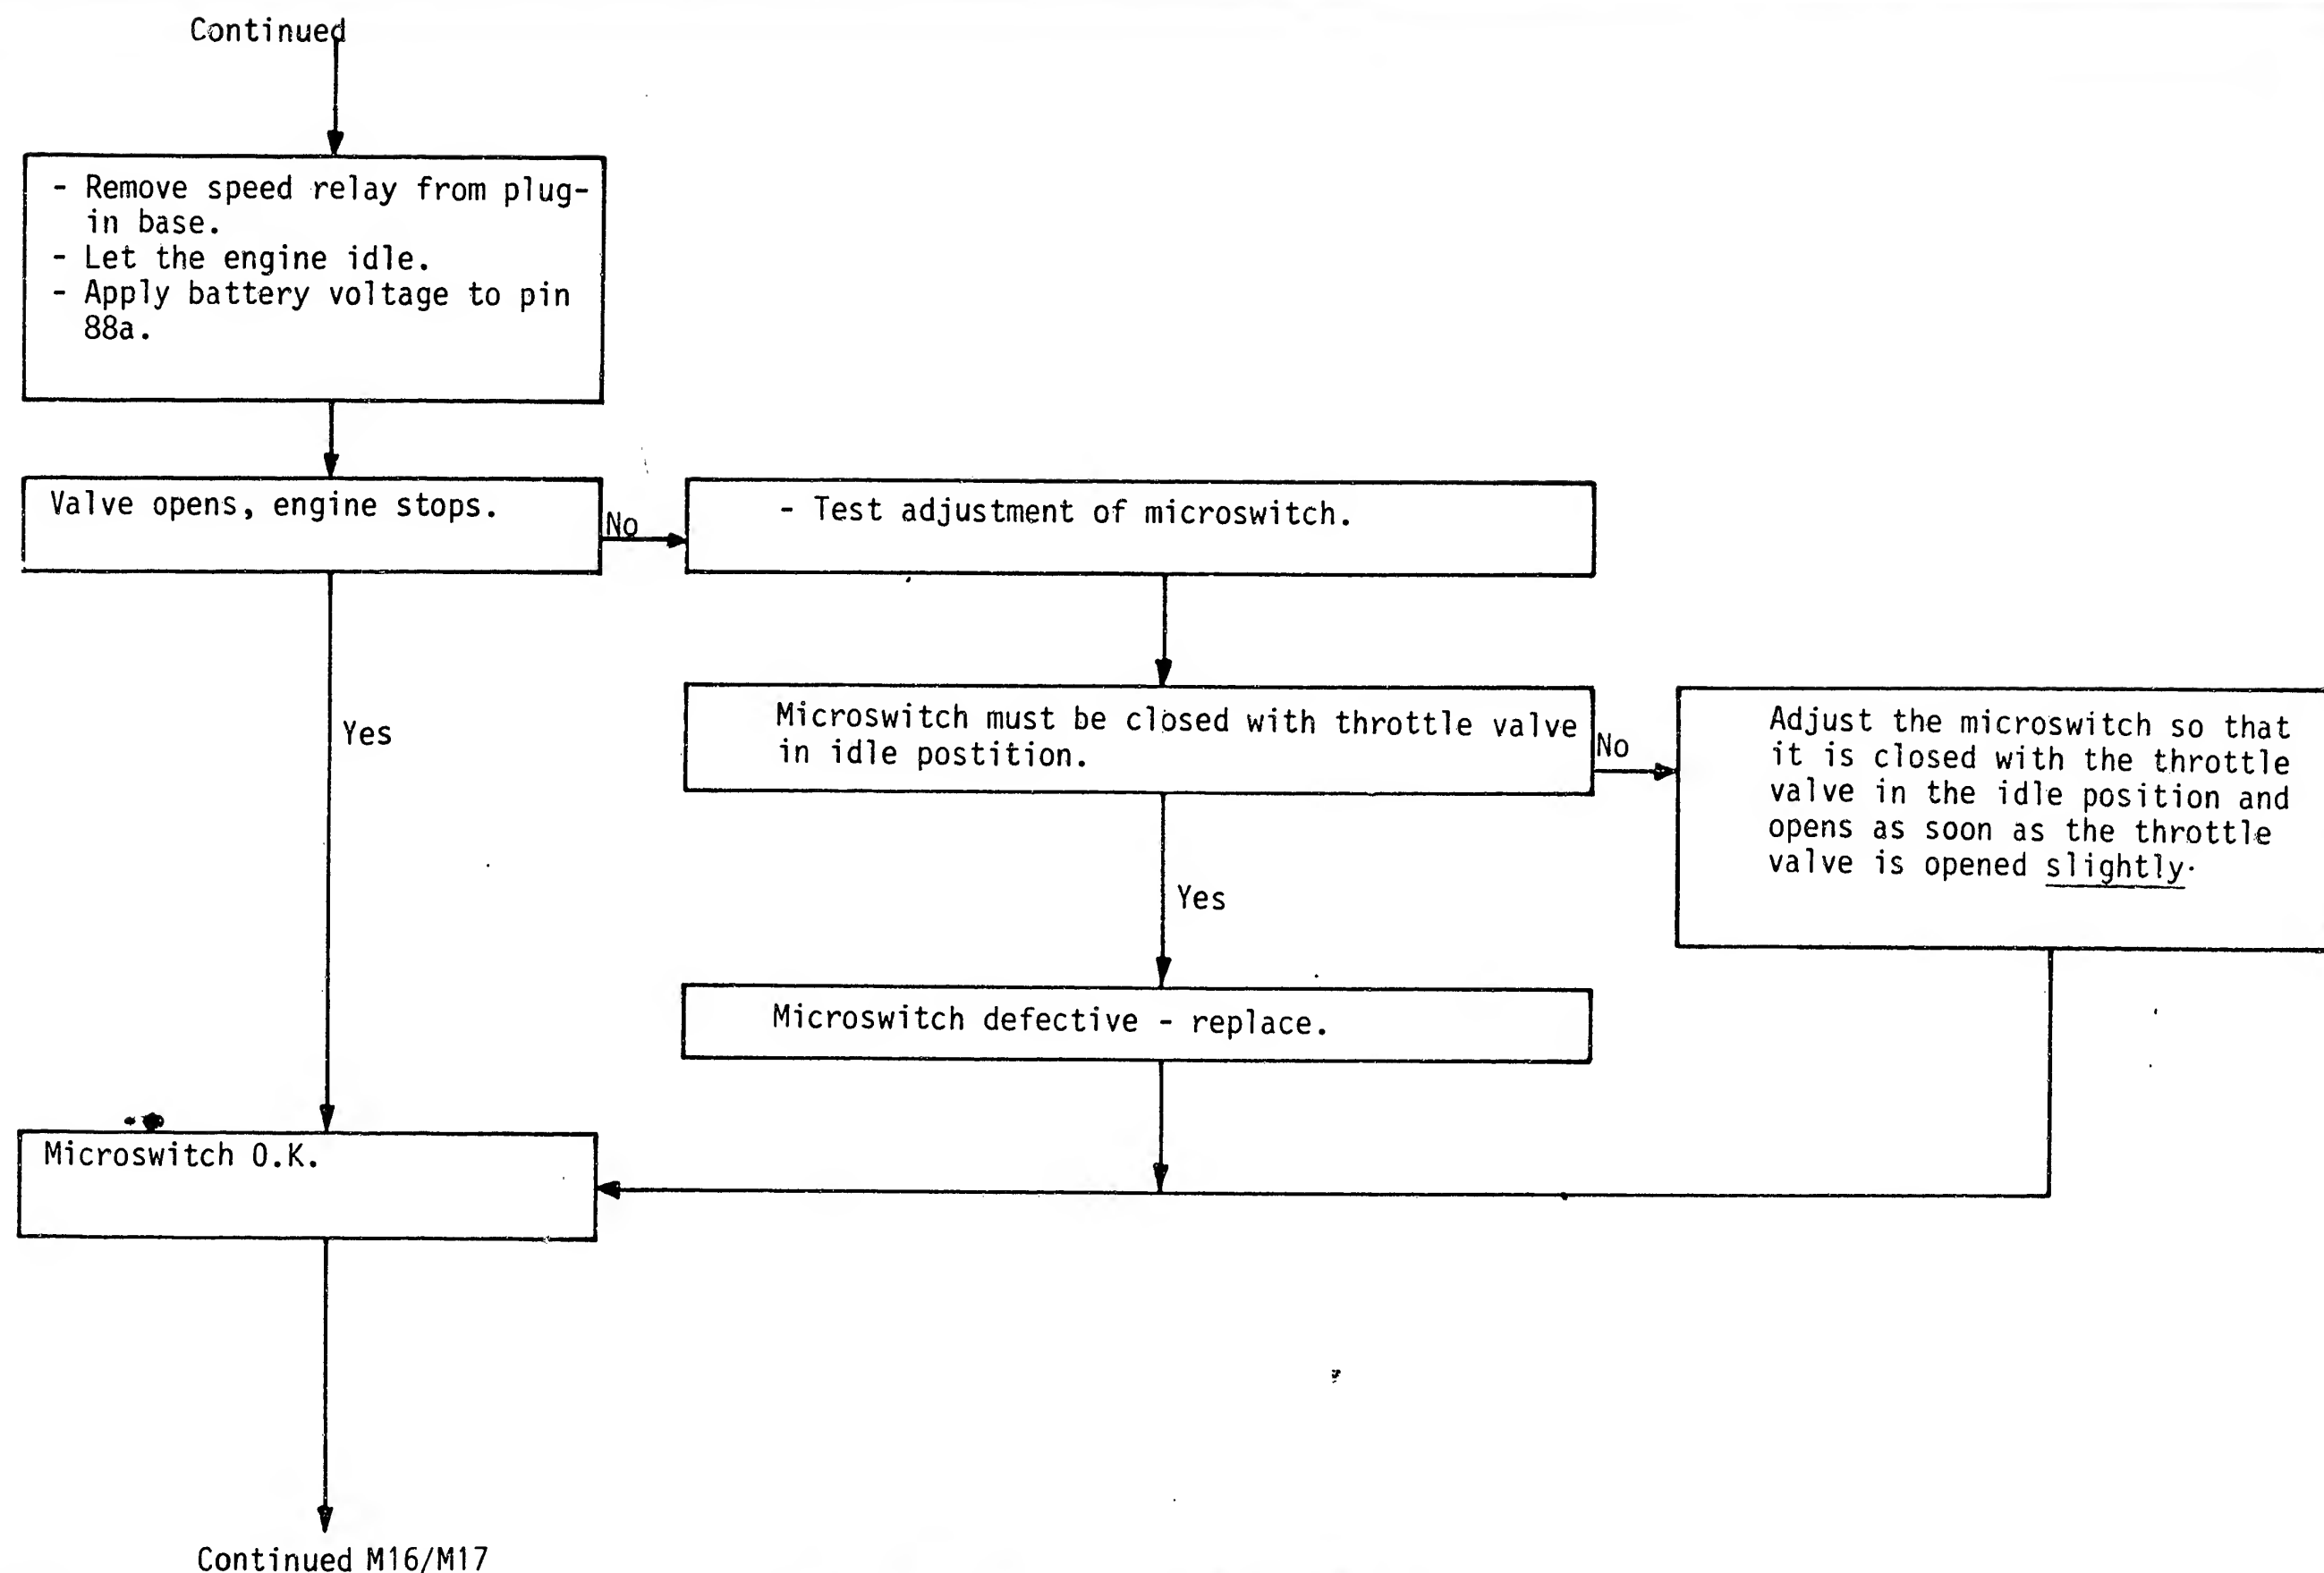 Continued
- Remove speed relay from plug-
in base.
- Let the engine idle.
- Apply battery voltage to pin
88a.
Valve opens, engine stops.
No
- Test adjustment of microswitch.
Microswitch must be closed with throttle valve
in idle postition.
No
Adjust the microswitch so that
it is closed with the throttle
valve in the idle position and
opens as soon as the throttle
valve is opened slightly.
Yes
Yes
Microswitch defective - replace.
Microswitch O.K.
Continued M16/M17